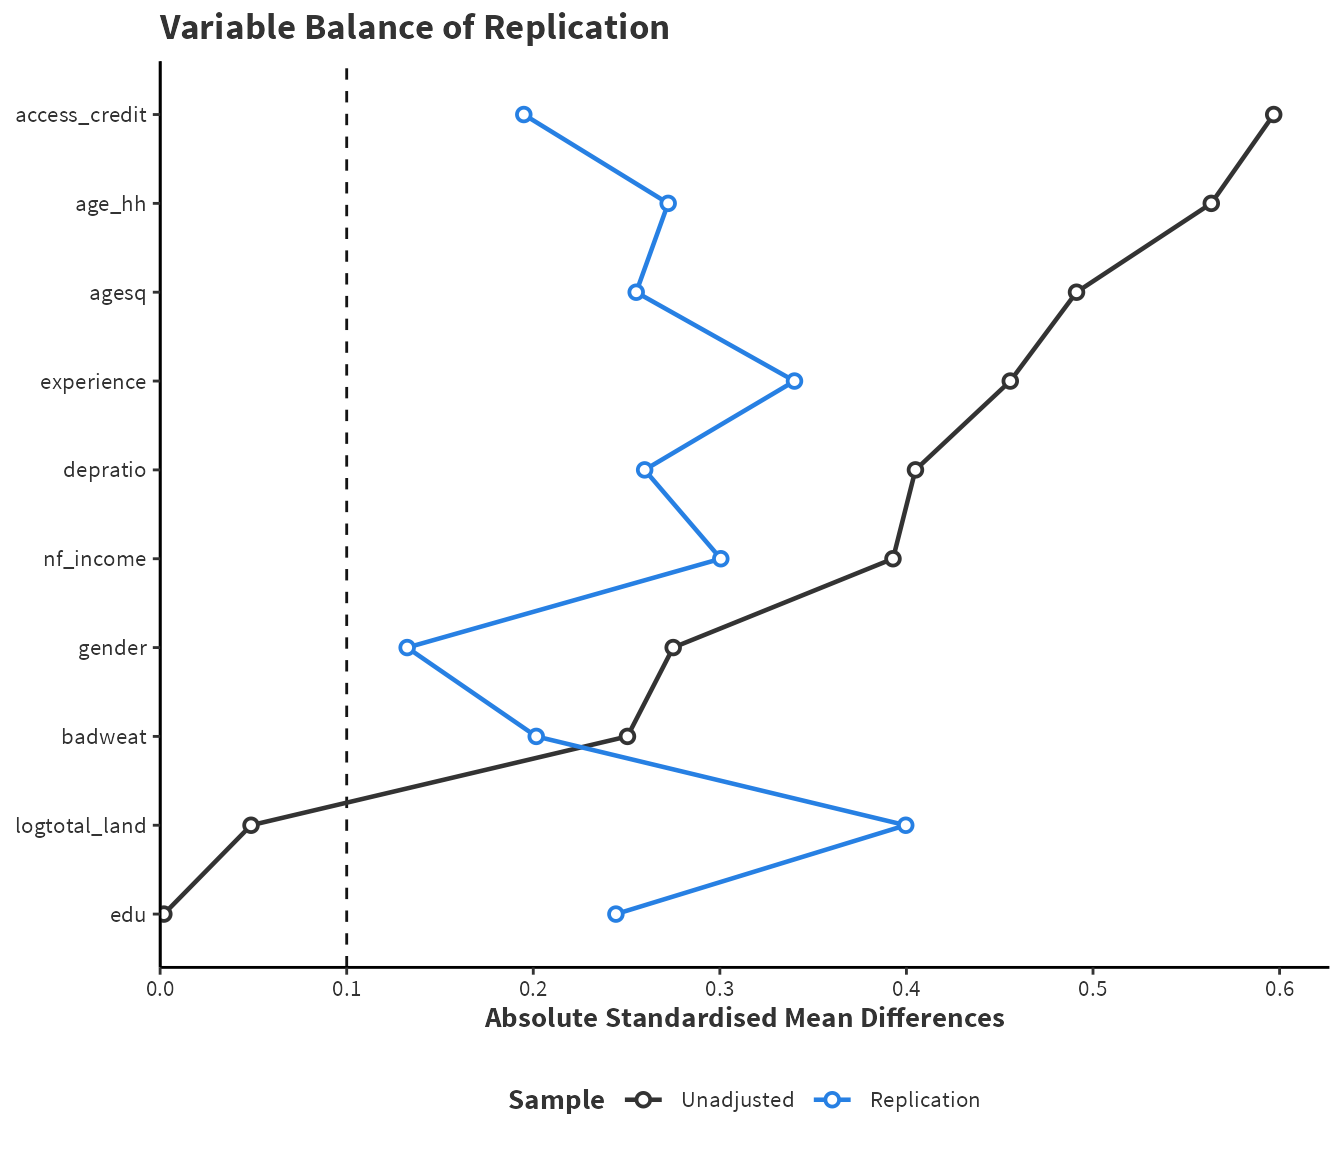 Variable Balance of Replication
access_credit
age_hh
agesq
experience
depratio
nf_income
gender
badweat
logtotal_land
edu
0.0 0.1 0.2 0.3 0.4 0.5 0.6
Absolute Standardised Mean Differences
Sample Unadjusted Replication